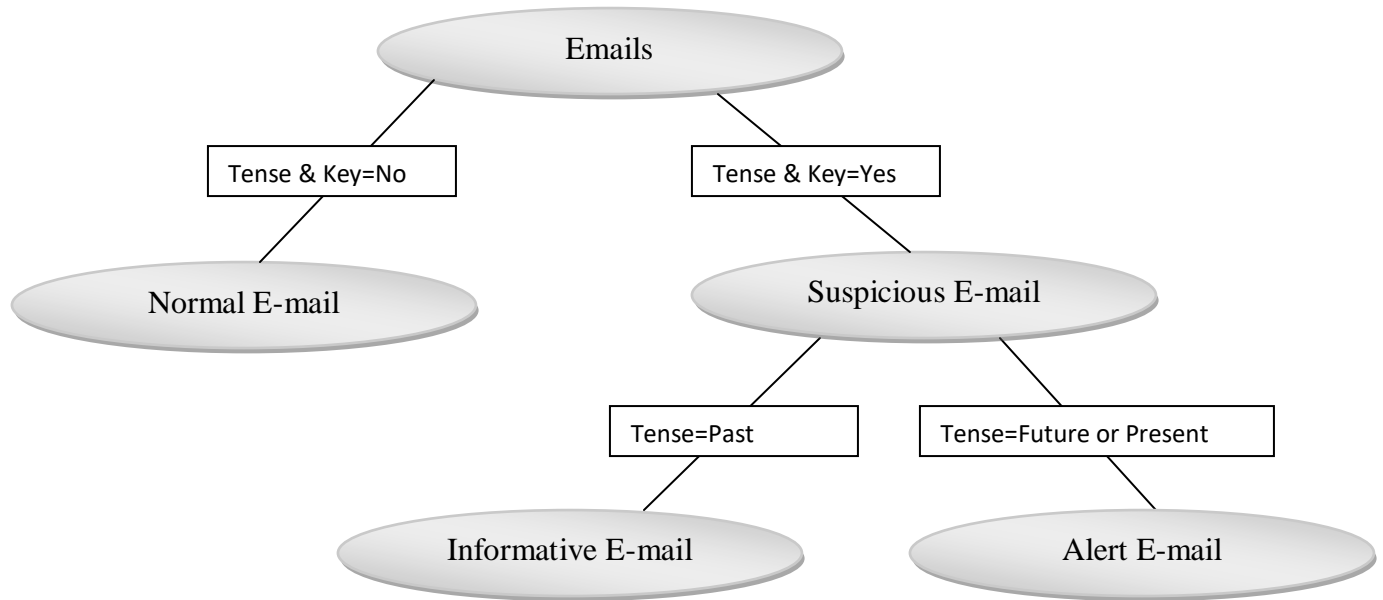 Emails
Tense & Key=No
Tense & Key=Yes
Normal E-mail
Suspicious E-mail
Tense=Past
Tense=Future or Present
Informative E-mail
Alert E-mail